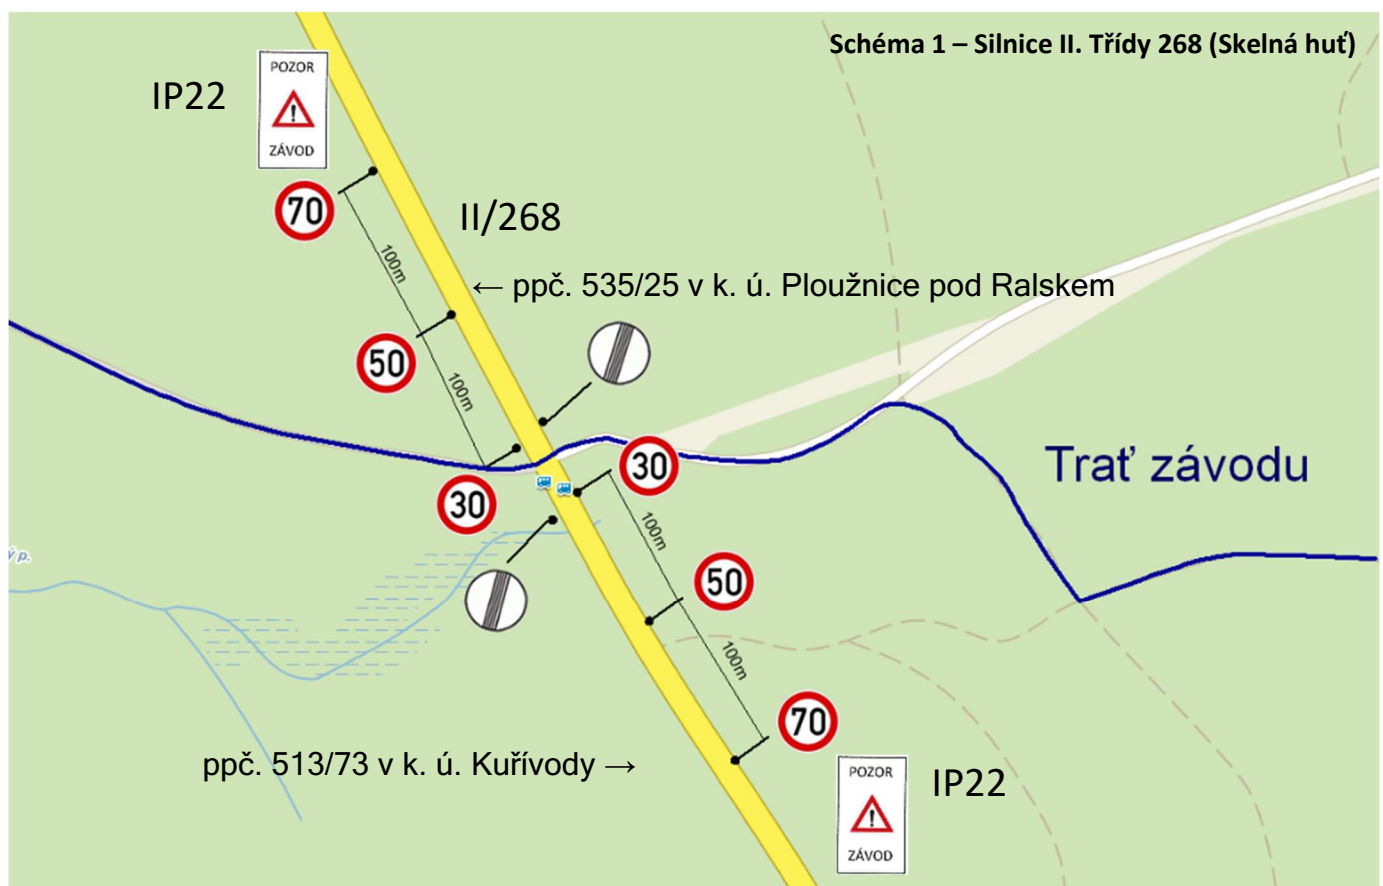 Schéma 1 – Silnice II. Třídy 268 (Skelná huť)
POZOR
IP22
ZÁVOD
70
II/268
100m
← ppč. 535/25 v k. ú. Ploužnice pod Ralskem
50
100m
Trať závodu
30
30
100m
ý p.
50
100m
70
ppč. 513/73 v k. ú. Kuřívody →
POZOR
IP22
ZÁVOD